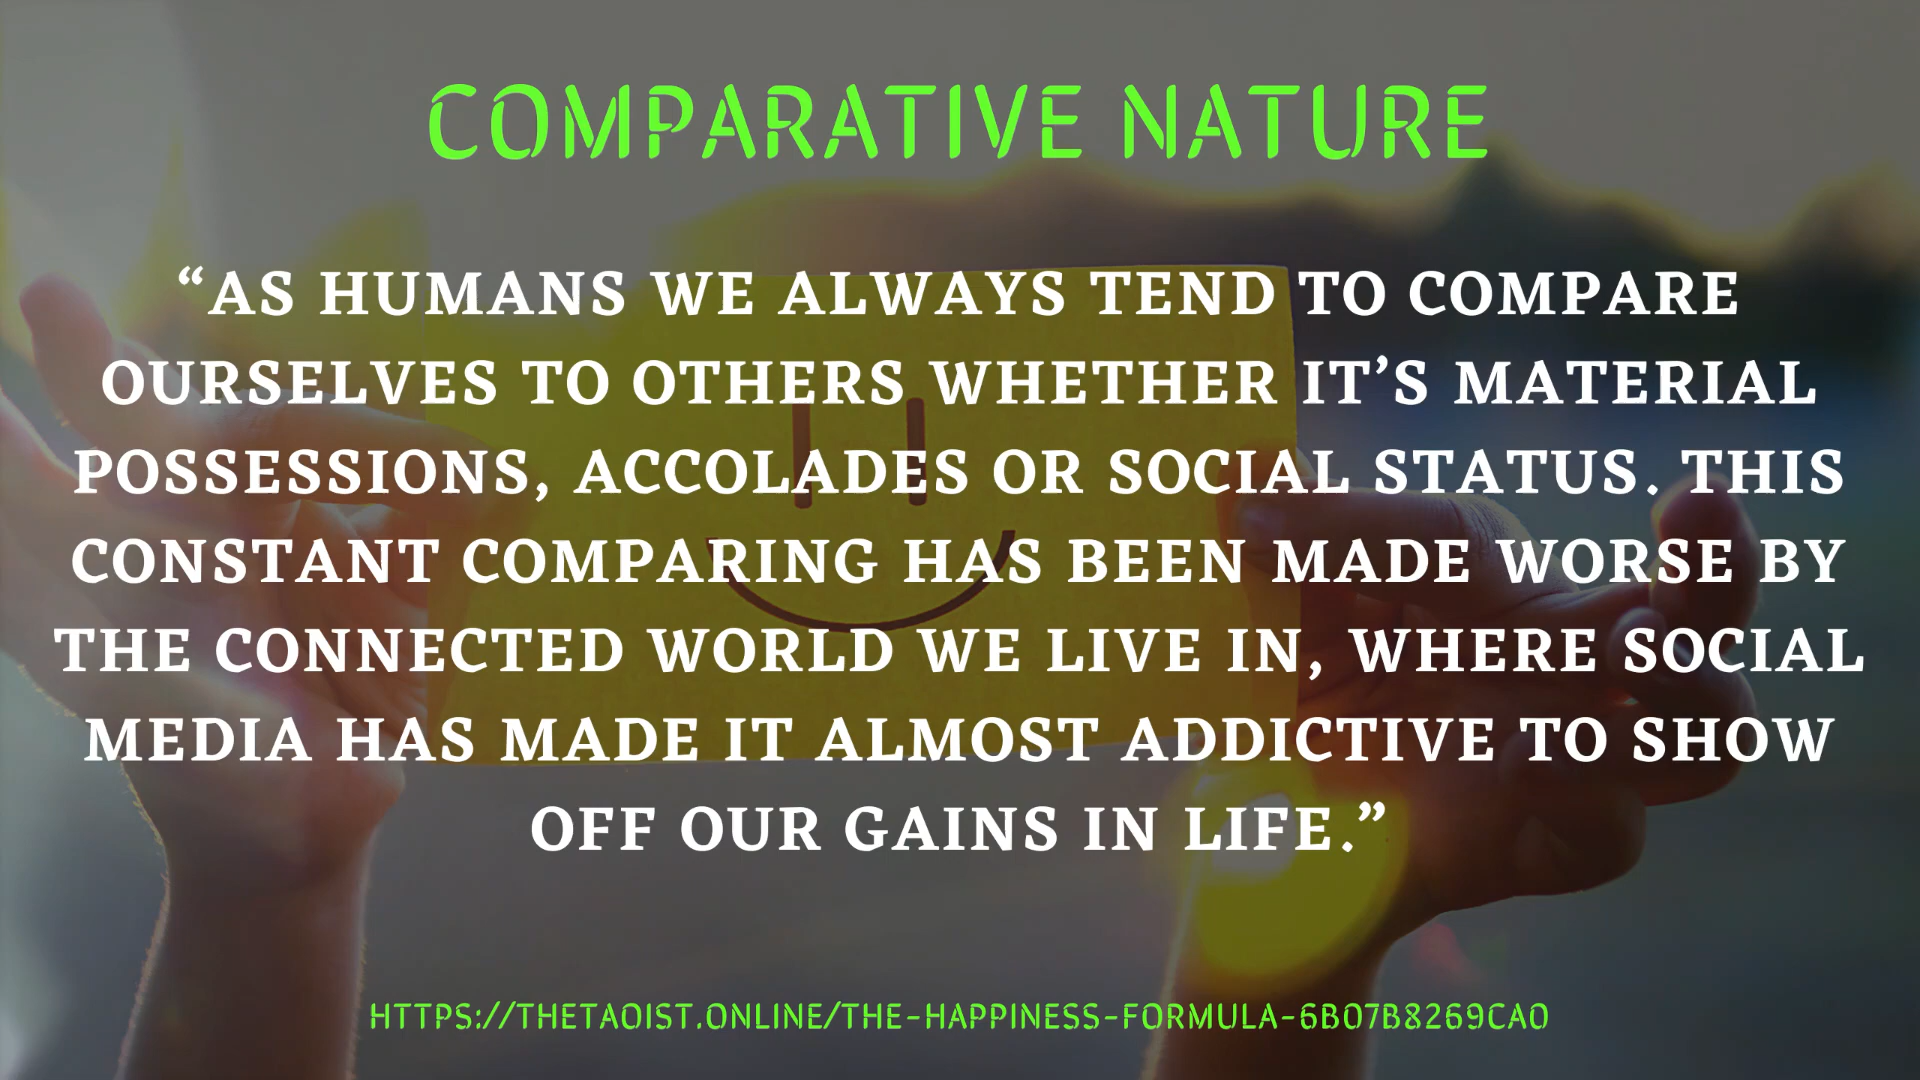 COMPARATIVE NATURE
“AS HUMANS WE ALWAYS TEND TO COMPARE
OURSELVES TO OTHERS WHETHER IT’S MATERIAL
POSSESSIONS, ACCOLADES OR SOCIAL STATUS. THIS
CONSTANT COMPARING HAS BEEN MADE WORSE BY
THE CONNECTED WORLD WE LIVE IN, WHERE SOCIAL
MEDIA HAS MADE IT ALMOST ADDICTIVE TO SHOW
OFF OUR GAINS IN LIFE.”
HTTPS://THETAOIST.ONLINE/THE-HAPPINESS-FORMULA-6B07B8269CA0